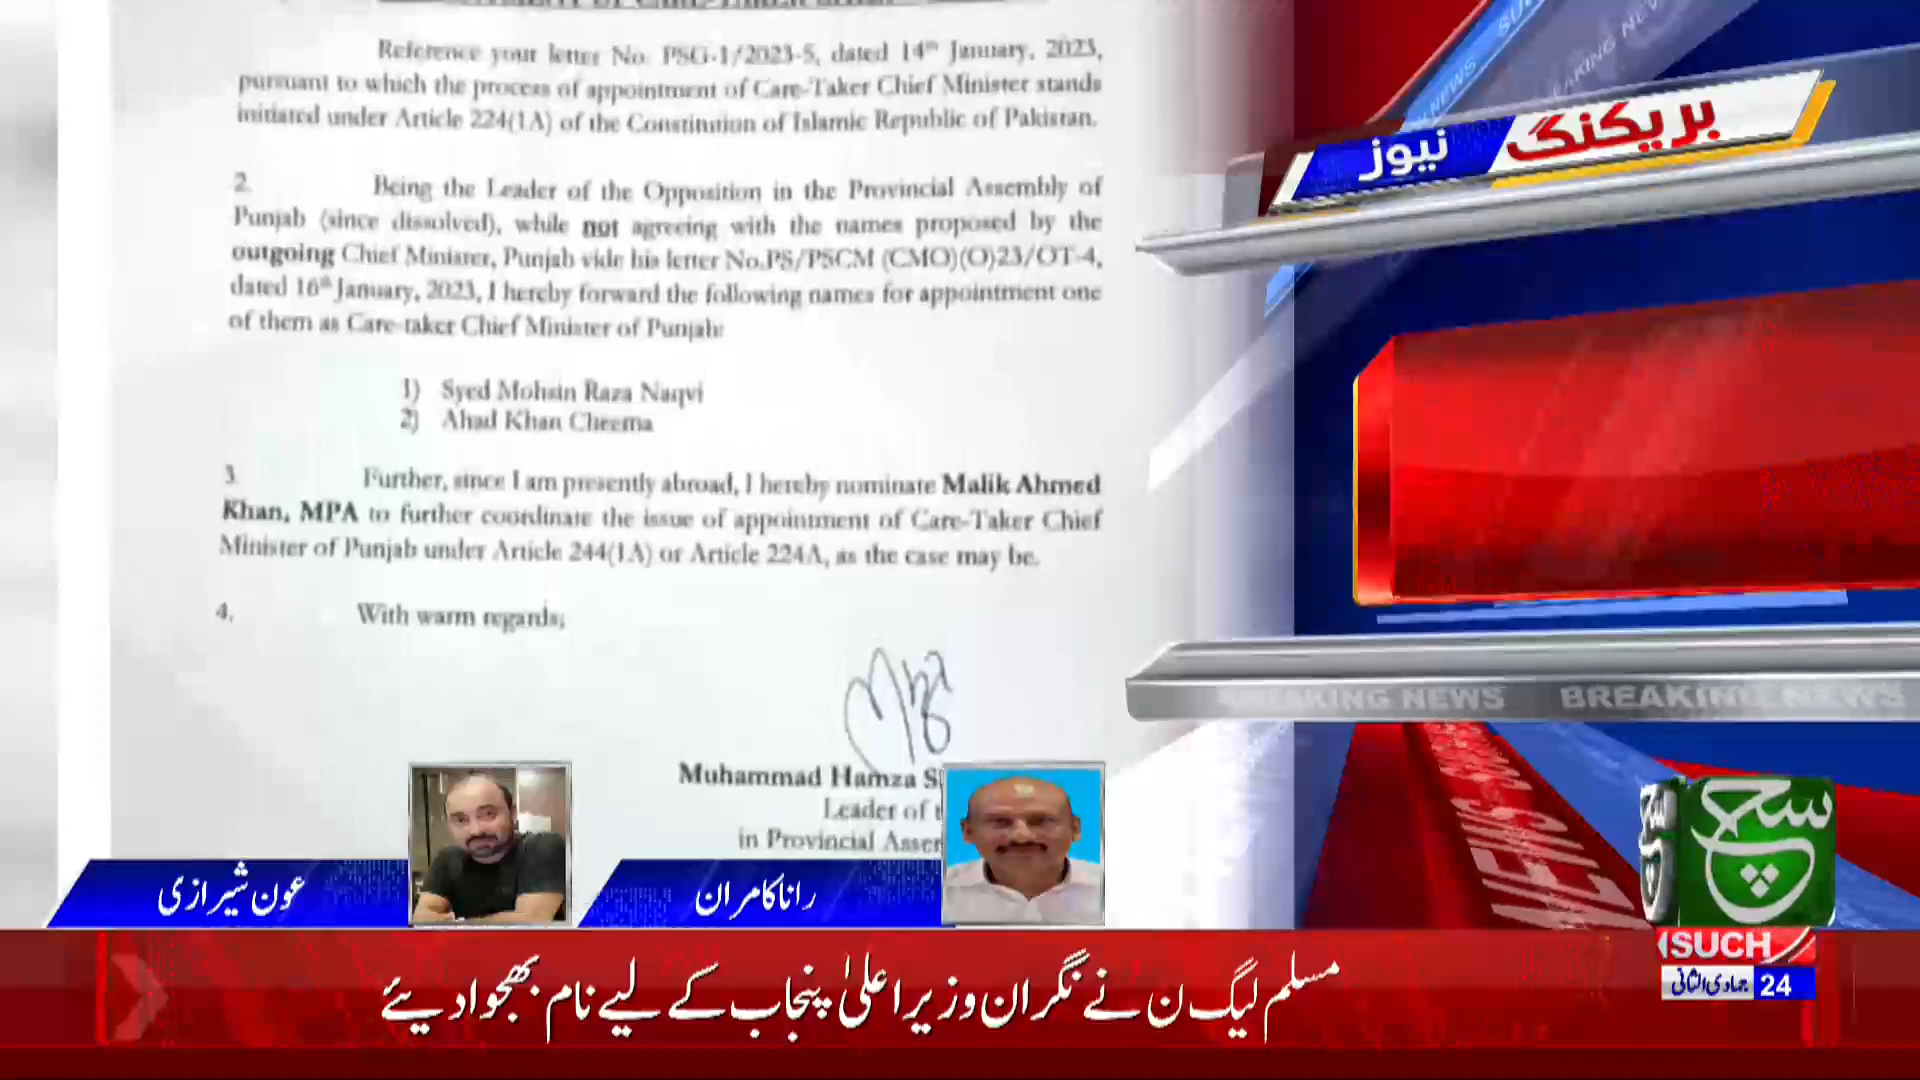 Reference your letter No. PSG-1/2023-5, dated 14th January, 2023,
pursuant to which the process of appointment of Care-Taker Chief Minister stands
initiated under Article 224(1A) of the Constitution of Islamic Republic of Pakistan.
2. Being the Leader of the Opposition in the Provincial Assembly of
Punjab (since dissolved), while not agreeing with the names proposed by the
outgoing Chief Minister, Punjab vide his letter No.PS/PSCM (CMO)(O)23/OT-4,
dated 16th January, 2023, I hereby forward the following names for appointment one
of them as Care-taker Chief Minister of Punjab:
1) Syed Mohsin Raza Naqvi
2) Ahad Khan Cheema
3. Further, since I am presently abroad, I hereby nominate Malik Ahmed
Khan, MPA to further coordinate the issue of appointment of Care-Taker Chief
Minister of Punjab under Article 244(1A) or Article 224A, as the case may be.
4. With warm regards,
Muhammad Hamza S
Leader of t
in Provincial Assem
بریکنگ نیوز
BREAKING NEWS BREAKING NEWS
عون شیرازی
رانا کامران
سچ
SUCH
24 جمادی الثانی
مسلم لیگ ن نے نگران وزیر اعلیٰ پنجاب کے لیے نام بھجوا دیئے